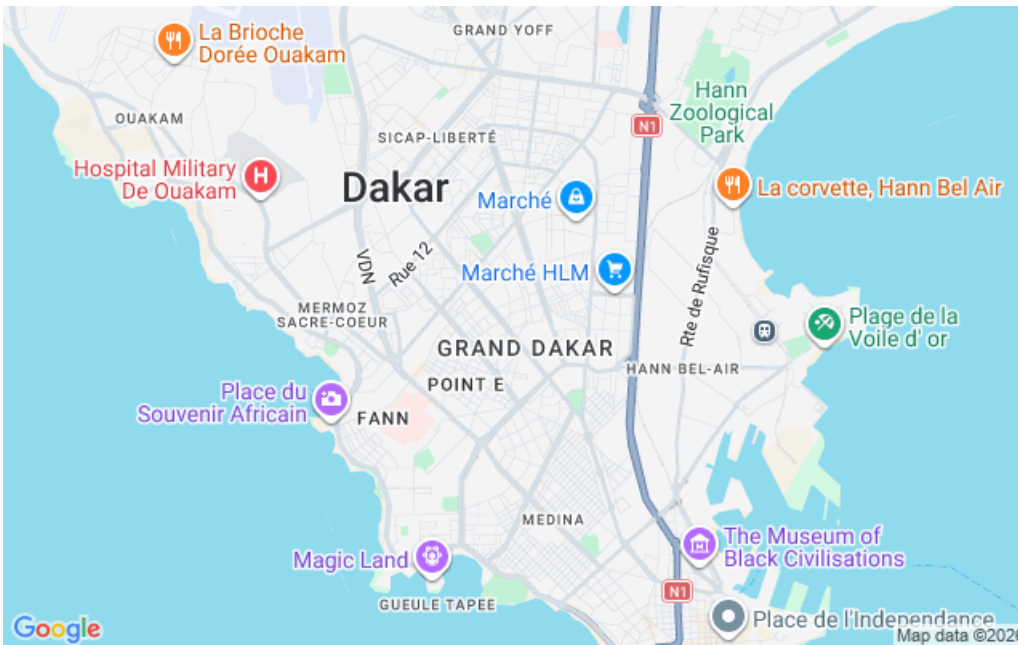 La Brioche
Dorée Ouakam
GRAND YOFF
Hann
Zoological
Park
OUAKAM
N1
SICAP-LIBERTÉ
Hospital Military
De Ouakam
Dakar
Marché
La corvette, Hann Bel Air
VDN
Rue 12
Marché HLM
Rte de Rufisque
MERMOZ
SACRE-COEUR
Plage de la
Voile d' or
GRAND DAKAR
HANN BEL-AIR
POINT E
Place du
Souvenir Africain
FANN
MEDINA
The Museum of
Black Civilisations
Magic Land
N1
GUEULE TAPEE
Place de l'Independance
Google
Map data ©2026